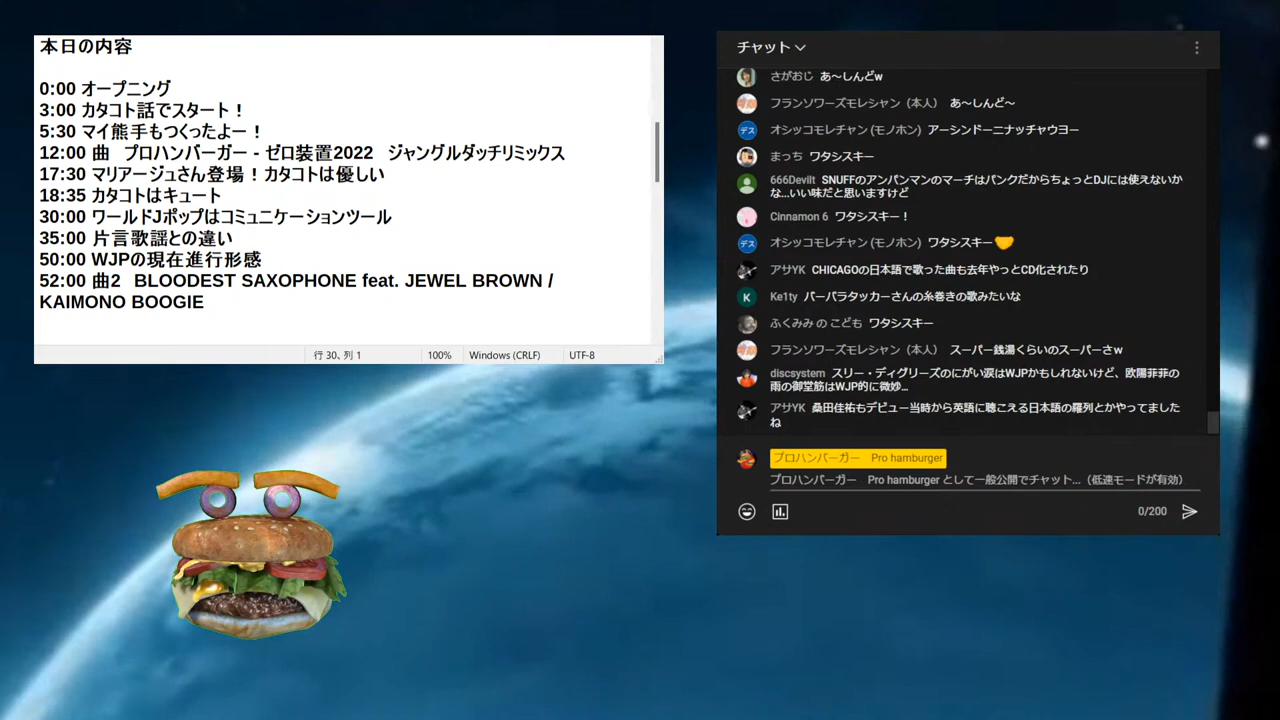 本日の内容
0:00 オープニング
3:00 カタコト話でスタート！
5:30 マイ熊手もつくったよー！
12:00 曲　プロハンバーガー - ゼロ装置2022　ジャングルダッチリミックス
17:30 マリアージュさん登場！カタコトは優しい
18:35 カタコトはキュート
30:00 ワールドJポップはコミュニケーションツール
35:00 片言歌謡との違い
50:00 WJPの現在進行形感
52:00 曲2　BLOODEST SAXOPHONE feat. JEWEL BROWN /
KAIMONO BOOGIE
行 30、列 1
100%
Windows (CRLF)
UTF-8
チャット
さがおじ あ～しんどw
フランソワーズモレシャン（本人） あ～しんど～
オシッコモレチャン (モノホン) アーシンドーニナッチャウヨー
まっち ワタシスキー
666Devilt SNUFFのアンパンマンのマーチはパンクだからちょっとDJには使えないか
な...いい味だと思いますけど
Cinnamon 6 ワタシスキー！
オシッコモレチャン (モノホン) ワタシスキー
アサYK CHICAGOの日本語で歌った曲も去年やっとCD化されたり
Ke1ty バーバラタッカーさんの糸巻きの歌みたいな
ふくみみ の こども ワタシスキー
フランソワーズモレシャン（本人） スーパー銭湯くらいのスーパーさｗ
discsystem スリー・ディグリーズのにがい涙はWJPかもしれないけど、欧陽菲菲の
雨の御堂筋はWJP的に微妙...
アサYK 桑田佳祐もデビュー当時から英語に聴こえる日本語の羅列とかやってました
ね
プロハンバーガー　Pro hamburger
プロハンバーガー　Pro hamburger として一般公開でチャット...（低速モードが有効）
0/200
デス
デス
K